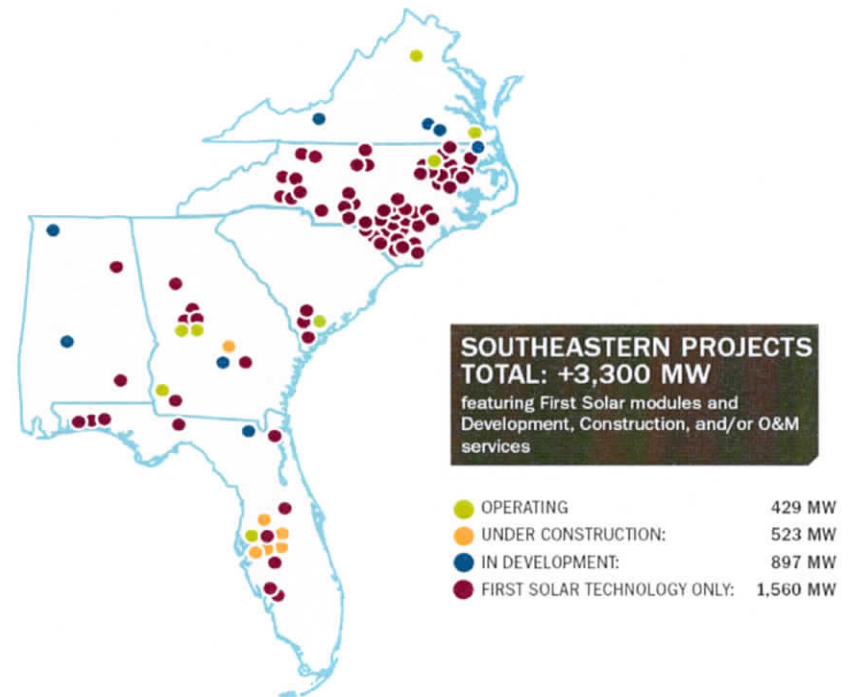 SOUTHEASTERN PROJECTS
TOTAL: +3,300 MW
featuring First Solar modules and
Development, Construction, and/or O&M
services
OPERATING 429 MW
UNDER CONSTRUCTION: 523 MW
IN DEVELOPMENT: 897 MW
FIRST SOLAR TECHNOLOGY ONLY: 1,560 MW